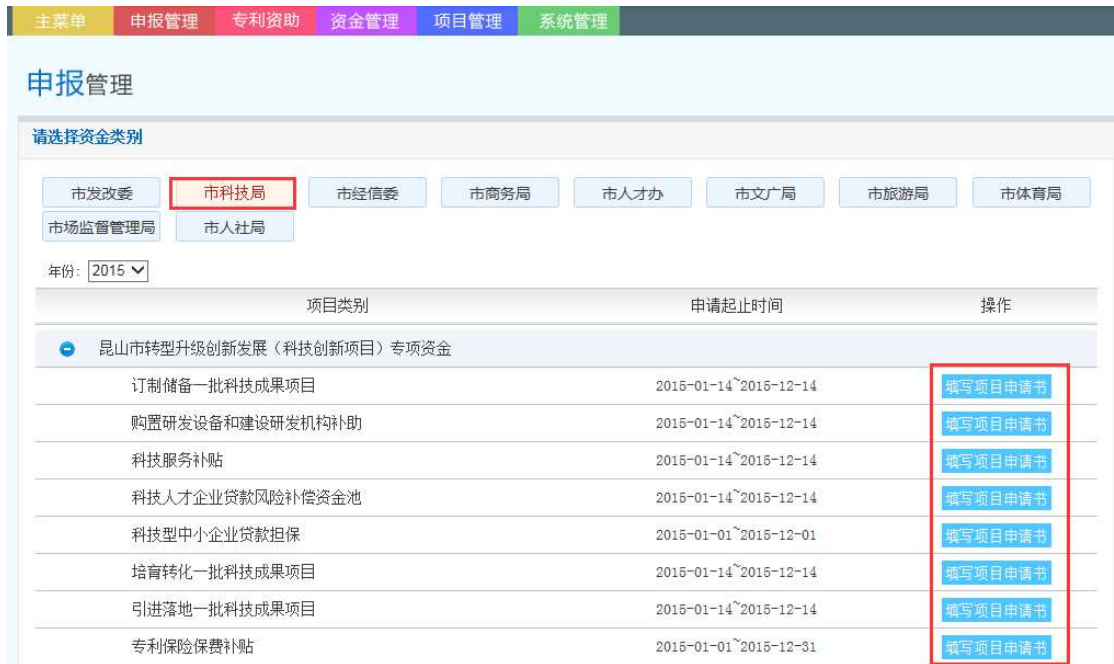 主菜单 申报管理 专利资助 资金管理 项目管理 系统管理
申报管理
请选择资金类别
市发改委 市科技局 市经信委 市商务局 市人才办 市文广局 市旅游局 市体育局
市场监督管理局 市人社局
年份: 2015
项目类别 申请起止时间 操作
昆山市转型升级创新发展（科技创新项目）专项资金
订制储备一批科技成果项目 2015-01-14~2015-12-14 填写项目申请书
购置研发设备和建设研发机构补助 2015-01-14~2015-12-14 填写项目申请书
科技服务补贴 2015-01-14~2015-12-14 填写项目申请书
科技人才企业贷款风险补偿资金池 2015-01-14~2015-12-14 填写项目申请书
科技型中小企业贷款担保 2015-01-01~2015-12-01 填写项目申请书
培育转化一批科技成果项目 2015-01-14~2015-12-14 填写项目申请书
引进落地一批科技成果项目 2015-01-14~2015-12-14 填写项目申请书
专利保险保费补贴 2015-01-01~2015-12-31 填写项目申请书